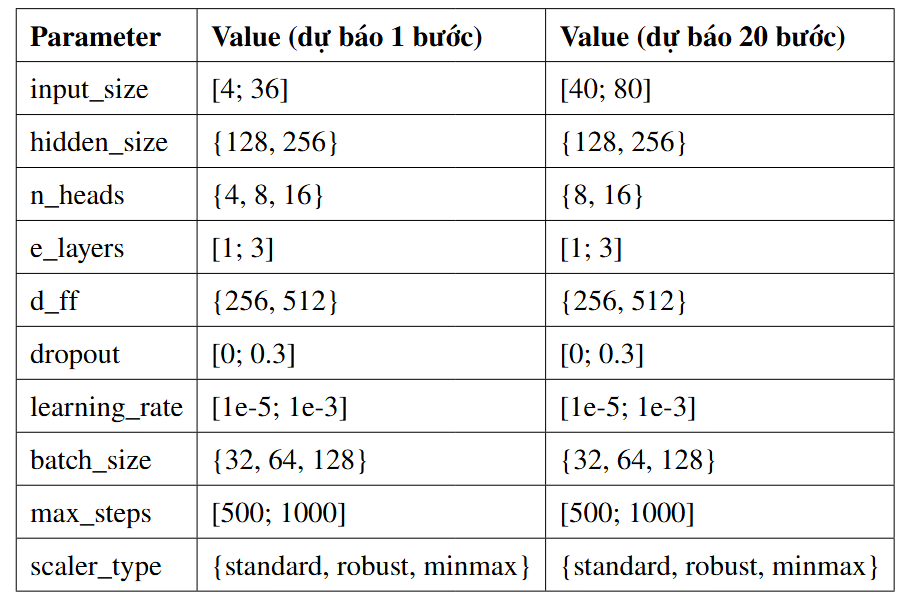 Parameter Value (dự báo 1 bước) Value (dự báo 20 bước)
input_size [4; 36] [40; 80]
hidden_size {128, 256} {128, 256}
n_heads {4, 8, 16} {8, 16}
e_layers [1; 3] [1; 3]
d_ff {256, 512} {256, 512}
dropout [0; 0.3] [0; 0.3]
learning_rate [1e-5; 1e-3] [1e-5; 1e-3]
batch_size {32, 64, 128} {32, 64, 128}
max_steps [500; 1000] [500; 1000]
scaler_type {standard, robust, minmax} {standard, robust, minmax}